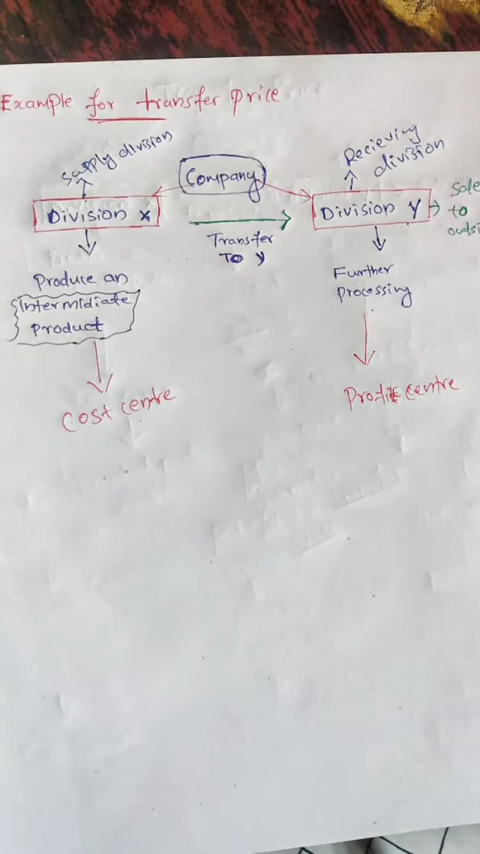 Example for transfer price
Supply division
Company
Recieving
division
Division X
Division Y
Sale
to
Transfer
To Y
Produce an
Intermidiate
Product
Further
Processing
Cost centre
Profit centre